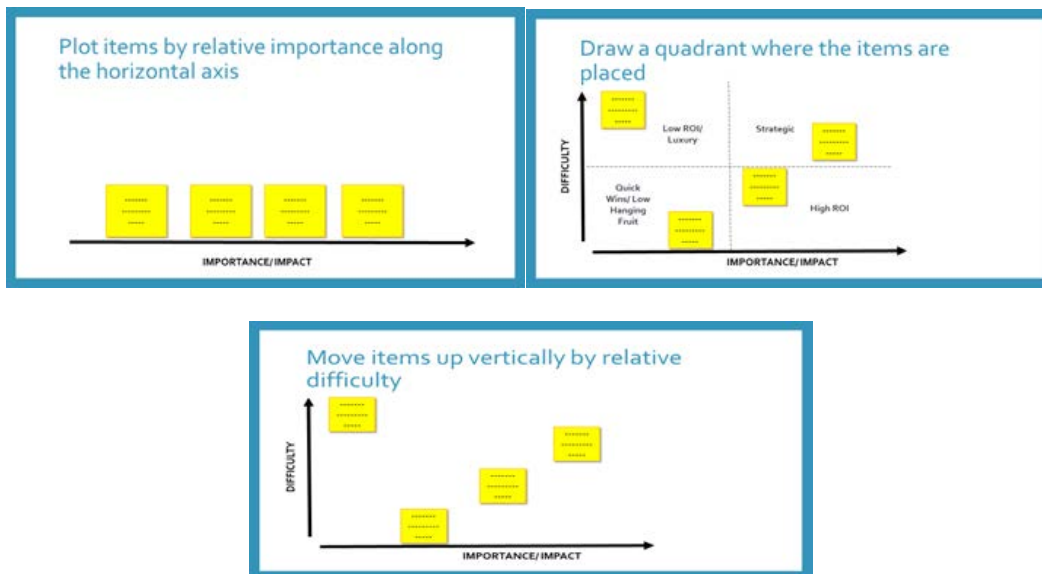 Plot items by relative importance along
the horizontal axis
IMPORTANCE/IMPACT
Draw a quadrant where the items are
placed
DIFFICULTY
Low ROI/
Luxury
Strategic
Quick
Wins/ Low
Hanging
Fruit
High ROI
IMPORTANCE/IMPACT
Move items up vertically by relative
difficulty
DIFFICULTY
IMPORTANCE/IMPACT